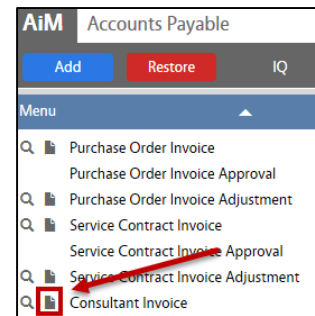 AiM Accounts Payable
Add Restore IQ
Menu
Purchase Order Invoice
Purchase Order Invoice Approval
Purchase Order Invoice Adjustment
Service Contract Invoice
Service Contract Invoice Approval
Service Contract Invoice Adjustment
Consultant Invoice